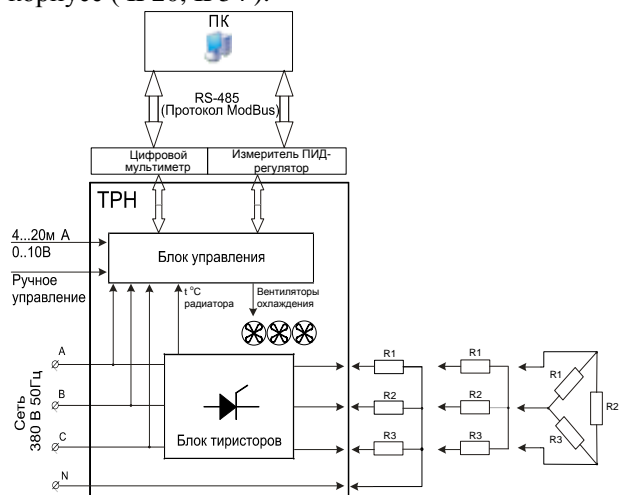 корпусе ( IP20, IP54 ).
ПК
RS-485
(Протокол ModBus)
Цифровой
мультиметр
Измеритель ПИД-
регулятор
ТРН
4...20м А
0..10В
Ручное
управление
Блок управления
t °C
радиатора
Вентиляторы
охлаждения
Сеть
380 В 50Гц
A
B
C
N
Блок тиристоров
R1
R2
R3
R1
R2
R3
R1
R2
R3